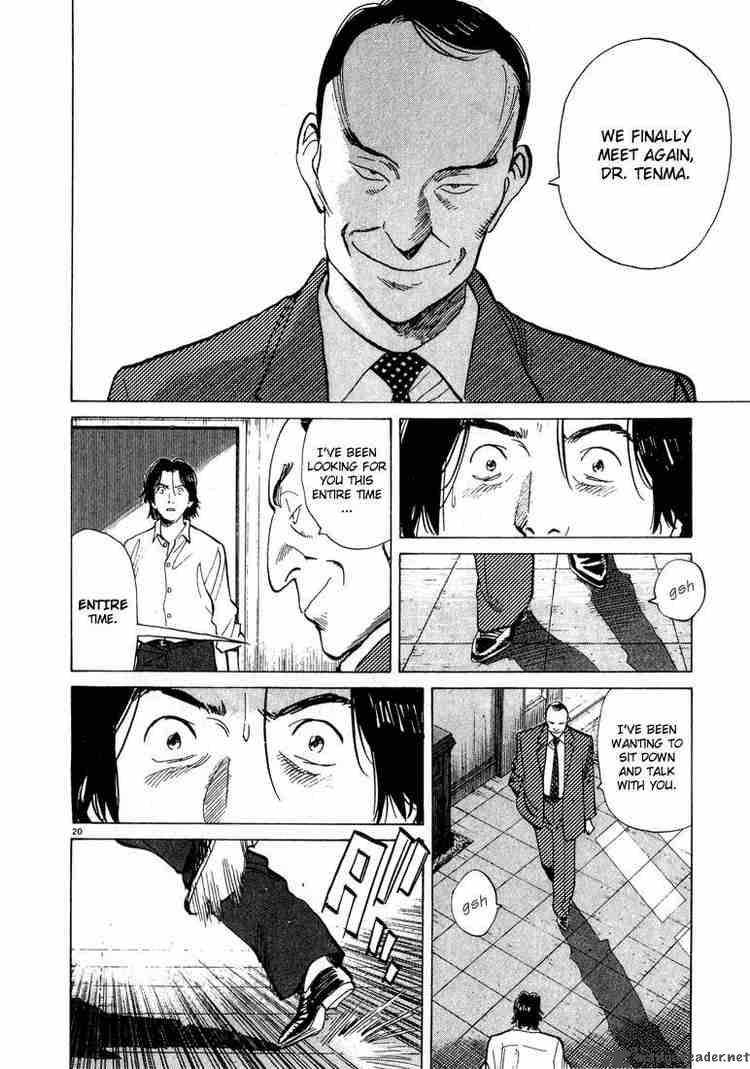 WE FINALLY
MEET AGAIN,
DR. TENMA.
I'VE BEEN
LOOKING FOR
YOU THIS
ENTIRE TIME
...
ENTIRE
TIME.
gsh
I'VE BEEN
WANTING TO
SIT DOWN
AND TALK
WITH YOU.
gsh
20